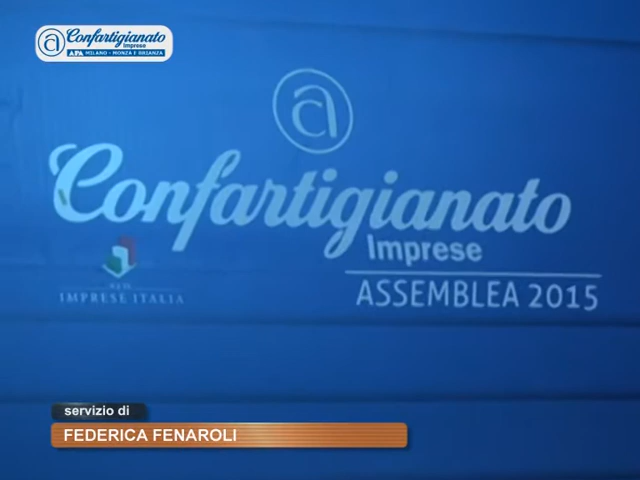 Confartigianato
Imprese
APA MILANO - MONZA E BRIANZA
Confartigianato
Imprese
IMPRESE ITALIA
ASSEMBLEA 2015
servizio di
FEDERICA FENAROLI